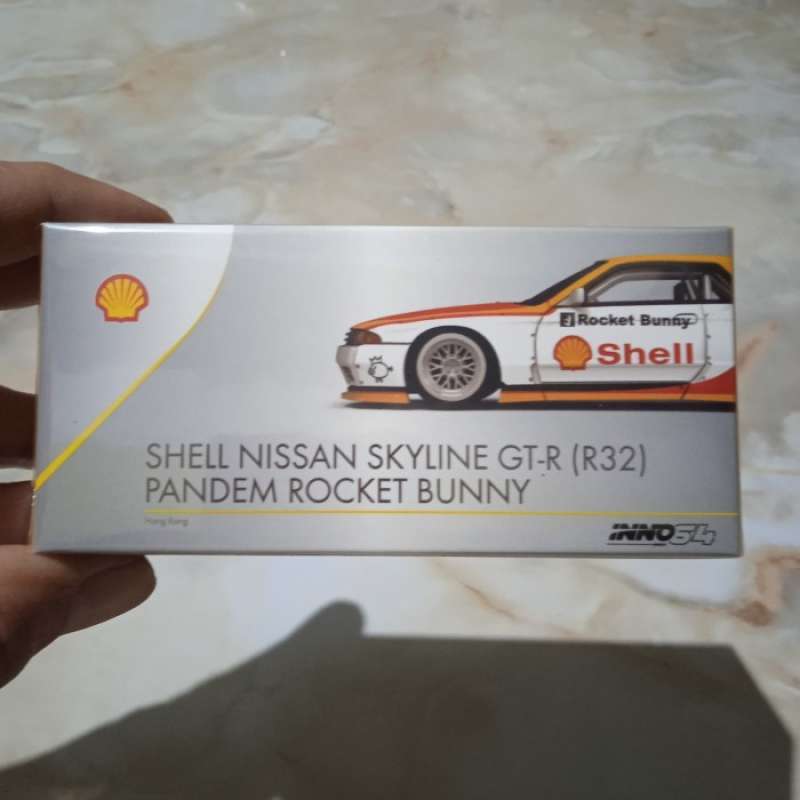 Rocket Bunny
Shell
SHELL NISSAN SKYLINE GT-R (R32)
PANDEM ROCKET BUNNY
Hong Kong
INNO64